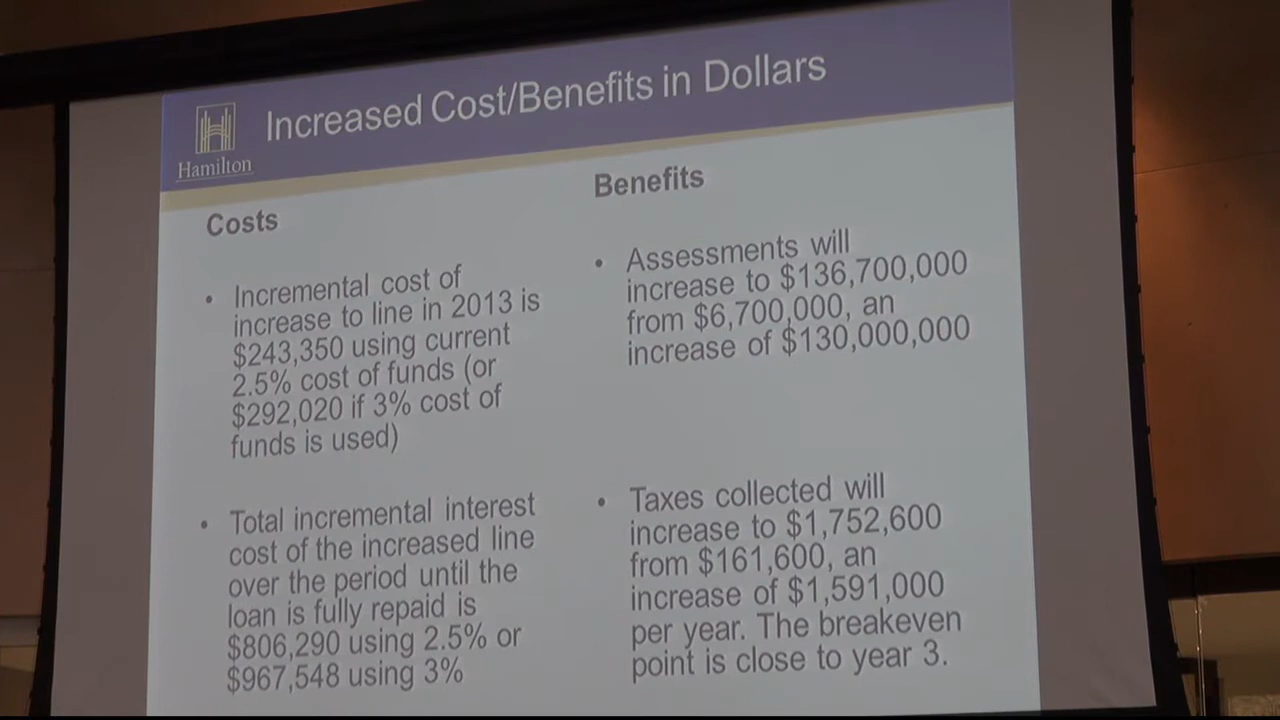 Increased Cost/Benefits in Dollars
Hamilton
Costs
• Incremental cost of
increase to line in 2013 is
$243,350 using current
2.5% cost of funds (or
$292,020 if 3% cost of
funds is used)
• Total incremental interest
cost of the increased line
over the period until the
loan is fully repaid is
$806,290 using 2.5% or
$967,548 using 3%
Benefits
• Assessments will
increase to $136,700,000
from $6,700,000, an
increase of $130,000,000
• Taxes collected will
increase to $1,752,600
from $161,600, an
increase of $1,591,000
per year. The breakeven
point is close to year 3.